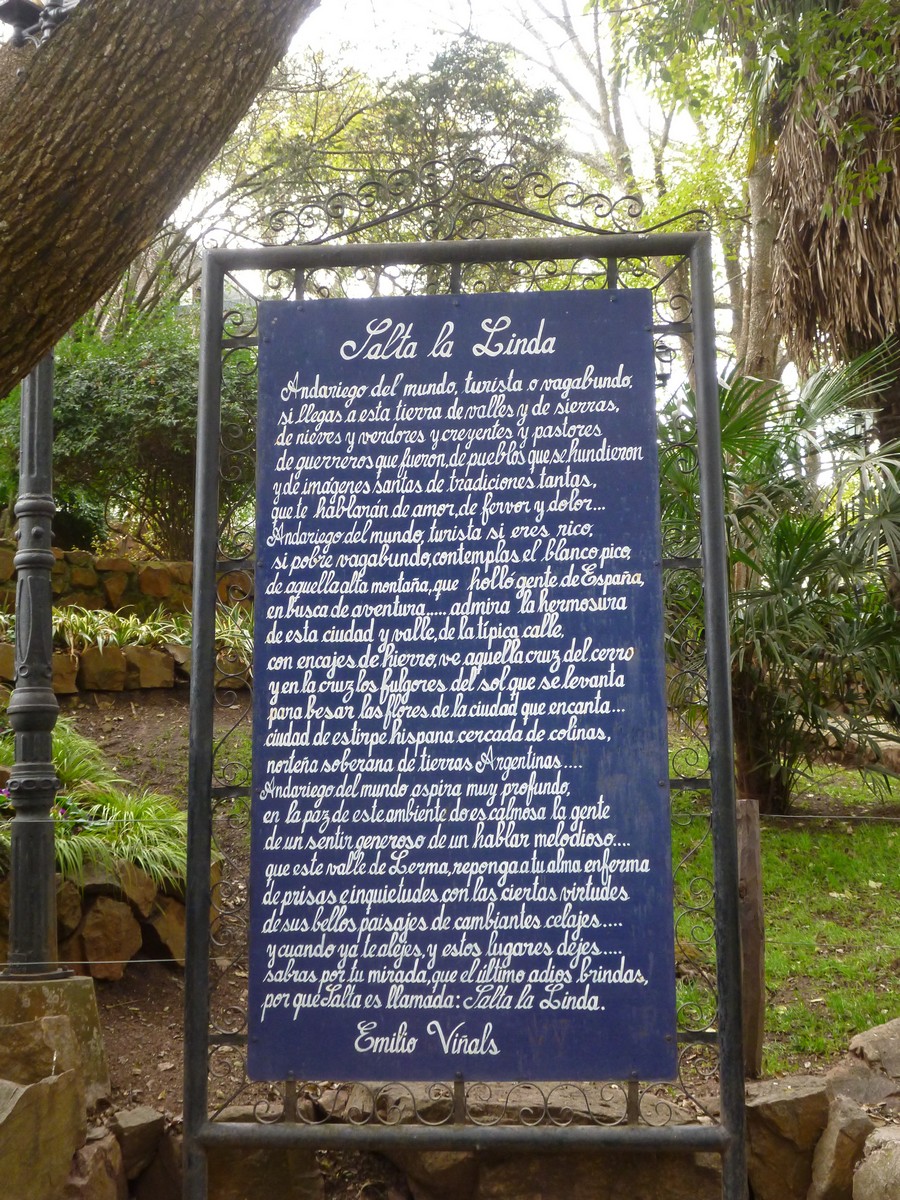 Salta la Linda
Andariego del mundo, turista o vagabundo,
si llegas a esta tierra de valles y de sierras,
de nieves y verdores y creyentes y pastores
de guerreros que fueron, de pueblos que se hundieron
y de imágenes santas de tradiciones tantas,
que te hablarán de amor, de fervor y dolor...
Andariego del mundo, turista si eres rico,
si pobre vagabundo, contemplas el blanco pico,
de aquella alta montaña, que holló gente de España,
en busca de aventura..... admira la hermosura
de esta ciudad y valle, de la típica calle,
con encajes de hierro, ve aquella cruz del cerro
y en la cruz los fulgores del sol que se levanta
para besar las flores de la ciudad que encanta...
ciudad de estirpe hispana cercada de colinas,
norteña soberana de tierras Argentinas....
Andariego del mundo aspira muy profundo,
en la paz de este ambiente do es calmosa la gente
de un sentir generoso de un hablar melodioso....
que este valle de Lerma, reponga a tu alma enferma
de prisas e inquietudes, con las ciertas virtudes
de sus bellos paisajes de cambiantes celajes....
y cuando ya te alejes, y estos lugares dejes....
sabras por tu mirada, que el último adios brindas,
por qué Salta es llamada: Salta la Linda.
Emilio Viñals